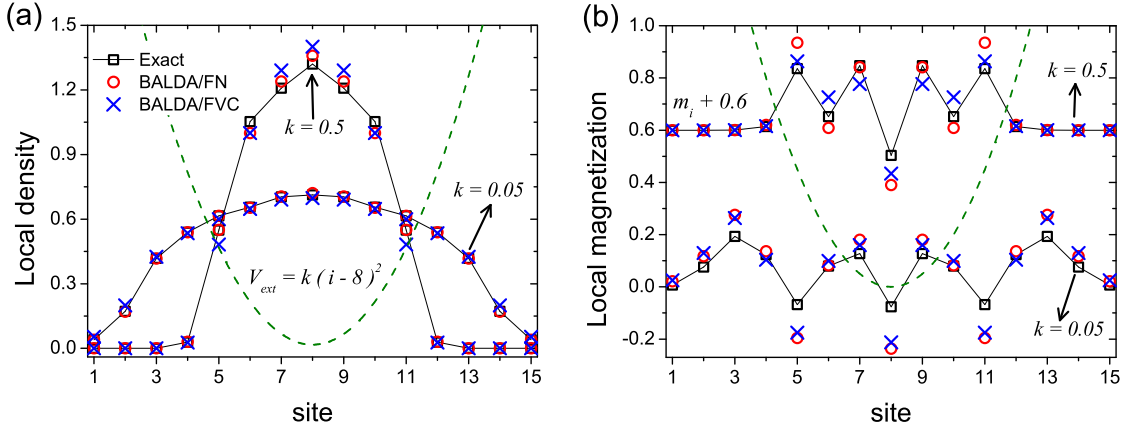 (a)
1.5
1.2
0.9
0.6
0.3
0.0
Local density
Exact
BALDA/FN
BALDA/FVC
k = 0.5
k = 0.05
V_ext = k ( i - 8 )^2
1 3 5 7 9 11 13 15
site
(b)
1.0
0.8
0.6
0.4
0.2
0.0
-0.2
Local magnetization
m_i + 0.6
k = 0.5
k = 0.05
1 3 5 7 9 11 13 15
site